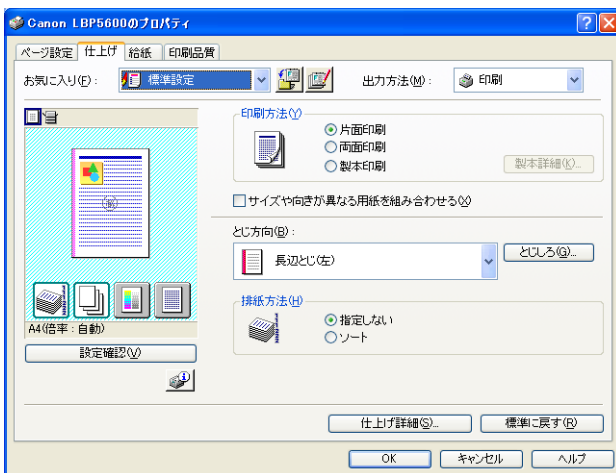 Canon LBP5600のプロパティ
ページ設定 仕上げ 給紙 印刷品質
お気に入り(F): 標準設定 出力方法(M): 印刷
印刷方法(Y)
片面印刷
両面印刷
製本印刷 製本詳細(K)...
サイズや向きが異なる用紙を組み合わせる(X)
とじ方向(B):
長辺とじ(左) とじしろ(G)...
排紙方法(H)
指定しない
ソート
A4(倍率:自動)
設定確認(V)
仕上げ詳細(S)... 標準に戻す(R)
OK キャンセル ヘルプ